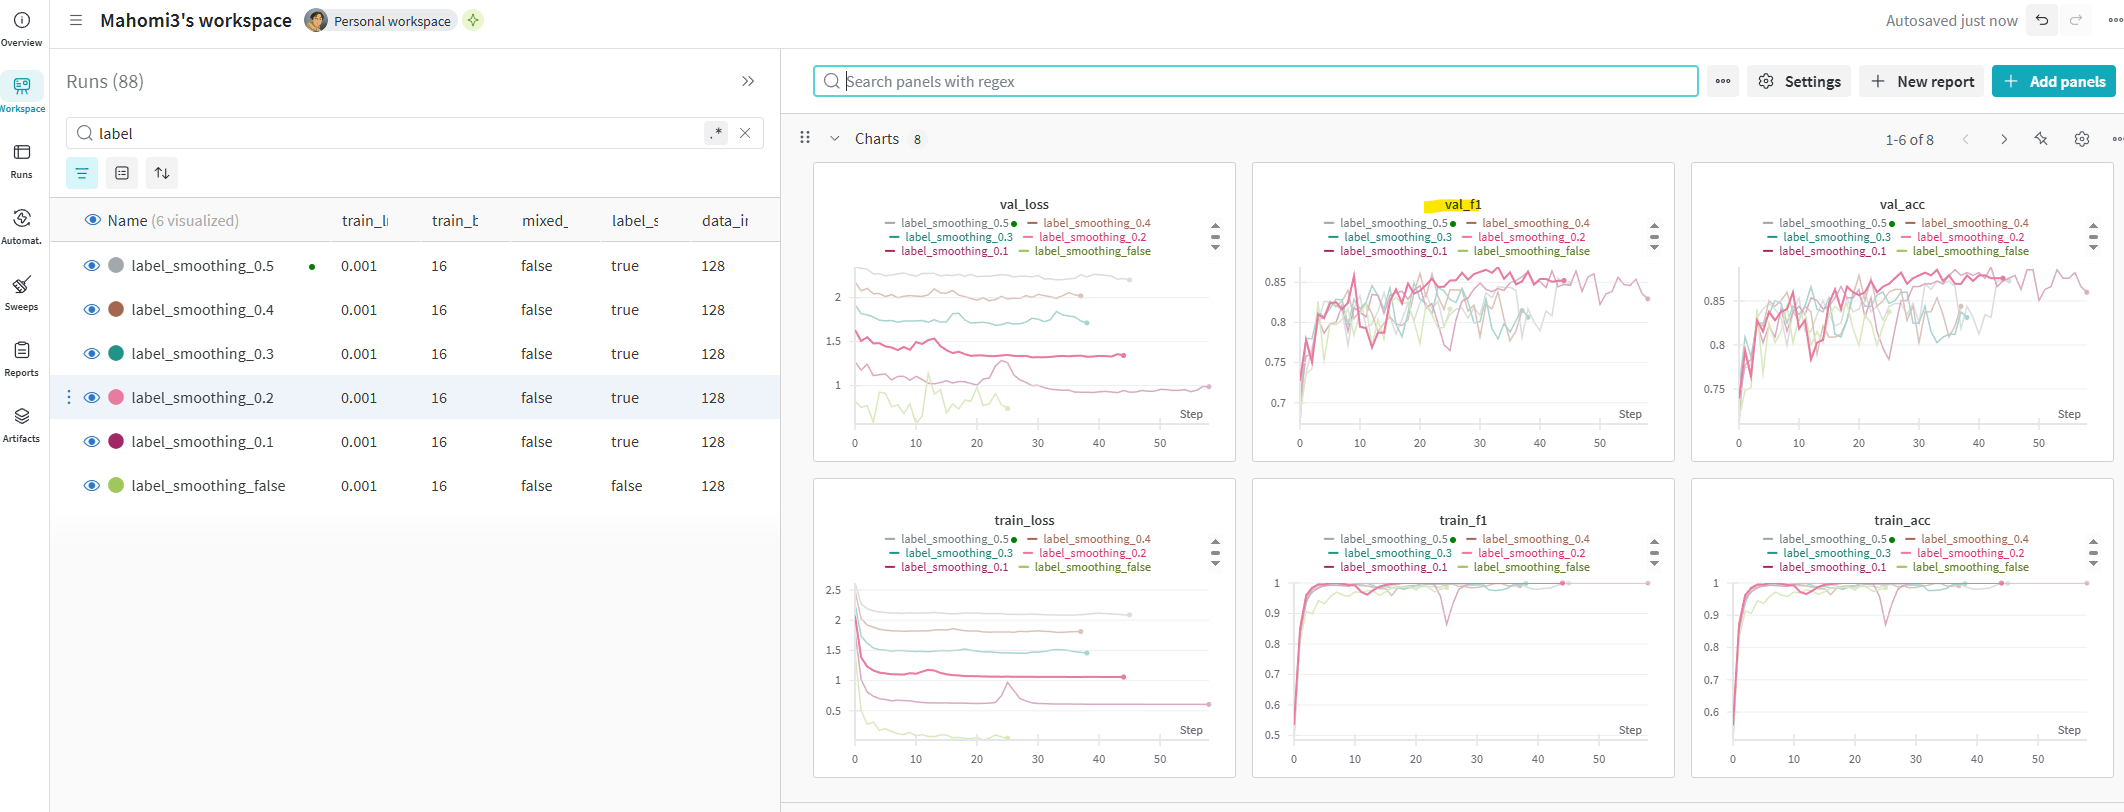 Overview
Workspace
Runs
Automat.
Sweeps
Reports
Artifacts
Mahomi3's workspace
Personal workspace
Autosaved just now
Runs (88)
label
.*
Name (6 visualized)
train_l
train_b
mixed_
label_s
data_i
label_smoothing_0.5 0.001 16 false true 128
label_smoothing_0.4 0.001 16 false true 128
label_smoothing_0.3 0.001 16 false true 128
label_smoothing_0.2 0.001 16 false true 128
label_smoothing_0.1 0.001 16 false true 128
label_smoothing_false 0.001 16 false false 128
Search panels with regex
Settings
New report
Add panels
Charts 8
1-6 of 8
val_loss
label_smoothing_0.5 label_smoothing_0.4
label_smoothing_0.3 label_smoothing_0.2
label_smoothing_0.1 label_smoothing_false
2
1.5
1
Step
0 10 20 30 40 50
val_f1
label_smoothing_0.5 label_smoothing_0.4
label_smoothing_0.3 label_smoothing_0.2
label_smoothing_0.1 label_smoothing_false
0.85
0.8
0.75
0.7
Step
0 10 20 30 40 50
val_acc
label_smoothing_0.5 label_smoothing_0.4
label_smoothing_0.3 label_smoothing_0.2
label_smoothing_0.1 label_smoothing_false
0.85
0.8
0.75
Step
0 10 20 30 40 50
train_loss
label_smoothing_0.5 label_smoothing_0.4
label_smoothing_0.3 label_smoothing_0.2
label_smoothing_0.1 label_smoothing_false
2.5
2
1.5
1
0.5
Step
0 10 20 30 40 50
train_f1
label_smoothing_0.5 label_smoothing_0.4
label_smoothing_0.3 label_smoothing_0.2
label_smoothing_0.1 label_smoothing_false
1
0.9
0.8
0.7
0.6
0.5
Step
0 10 20 30 40 50
train_acc
label_smoothing_0.5 label_smoothing_0.4
label_smoothing_0.3 label_smoothing_0.2
label_smoothing_0.1 label_smoothing_false
1
0.9
0.8
0.7
0.6
Step
0 10 20 30 40 50